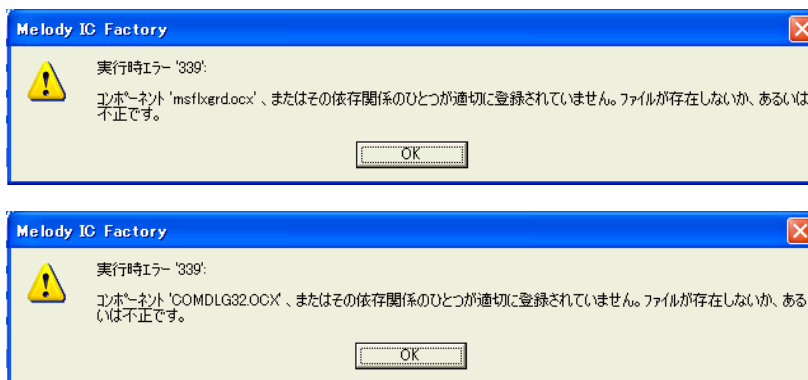 Melody IC Factory
実行時エラー '339':
コンポーネント 'msflxgrd.ocx' 、またはその依存関係のひとつが適切に登録されていません。ファイルが存在しないか、あるいは
不正です。
OK
Melody IC Factory
実行時エラー '339':
コンポーネント 'COMDLG32.OCX' 、またはその依存関係のひとつが適切に登録されていません。ファイルが存在しないか、ある
いは不正です。
OK